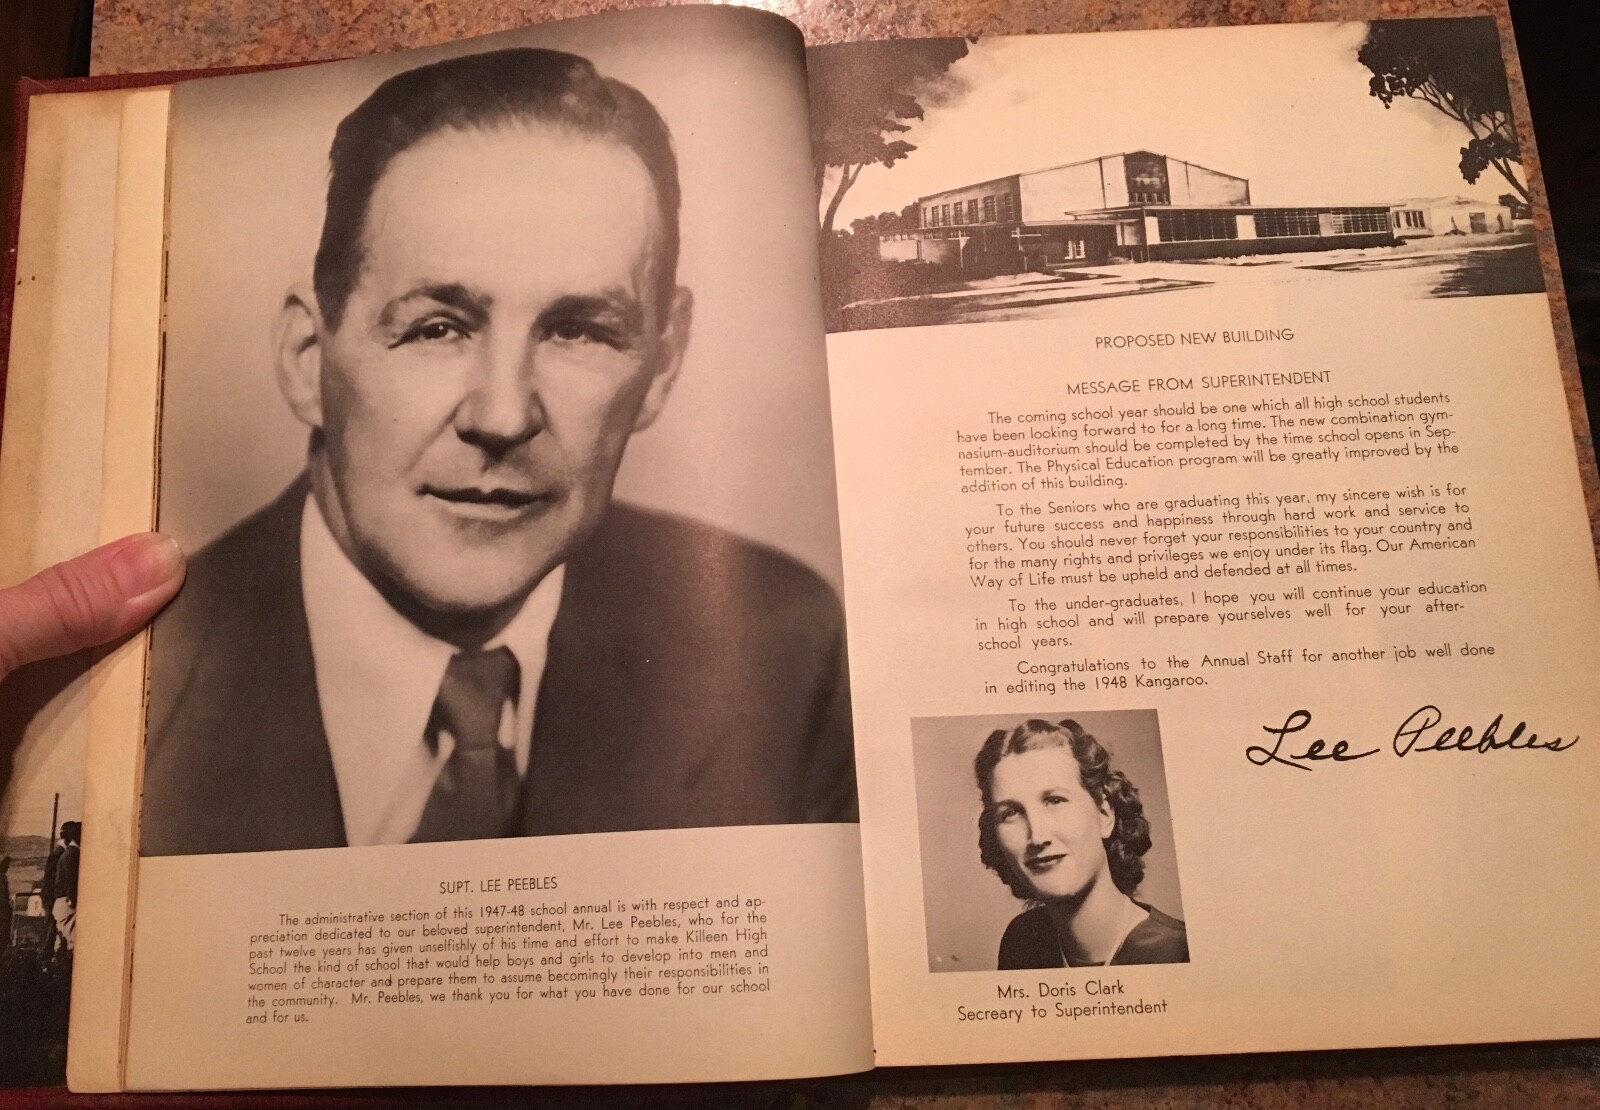 SUPT. LEE PEEBLES
The administrative section of this 1947-48 school annual is with respect and ap-
preciation dedicated to our beloved superintendent, Mr. Lee Peebles, who for the
past twelve years has given unselfishly of his time and effort to make Killeen High
School the kind of school that would help boys and girls to develop into men and
women of character and prepare them to assume becomingly their responsibilities in
the community. Mr. Peebles, we thank you for what you have done for our school
and for us.
PROPOSED NEW BUILDING
MESSAGE FROM SUPERINTENDENT
The coming school year should be one which all high school students
have been looking forward to for a long time. The new combination gym-
nasium-auditorium should be completed by the time school opens in Sep-
tember. The Physical Education program will be greatly improved by the
addition of this building.
To the Seniors who are graduating this year, my sincere wish is for
your future success and happiness through hard work and service to
others. You should never forget your responsibilities to your country and
for the many rights and privileges we enjoy under its flag. Our American
Way of Life must be upheld and defended at all times.
To the under-graduates, I hope you will continue your education
in high school and will prepare yourselves well for your after-
school years.
Congratulations to the Annual Staff for another job well done
in editing the 1948 Kangaroo.
Lee Peebles
Mrs. Doris Clark
Secreary to Superintendent